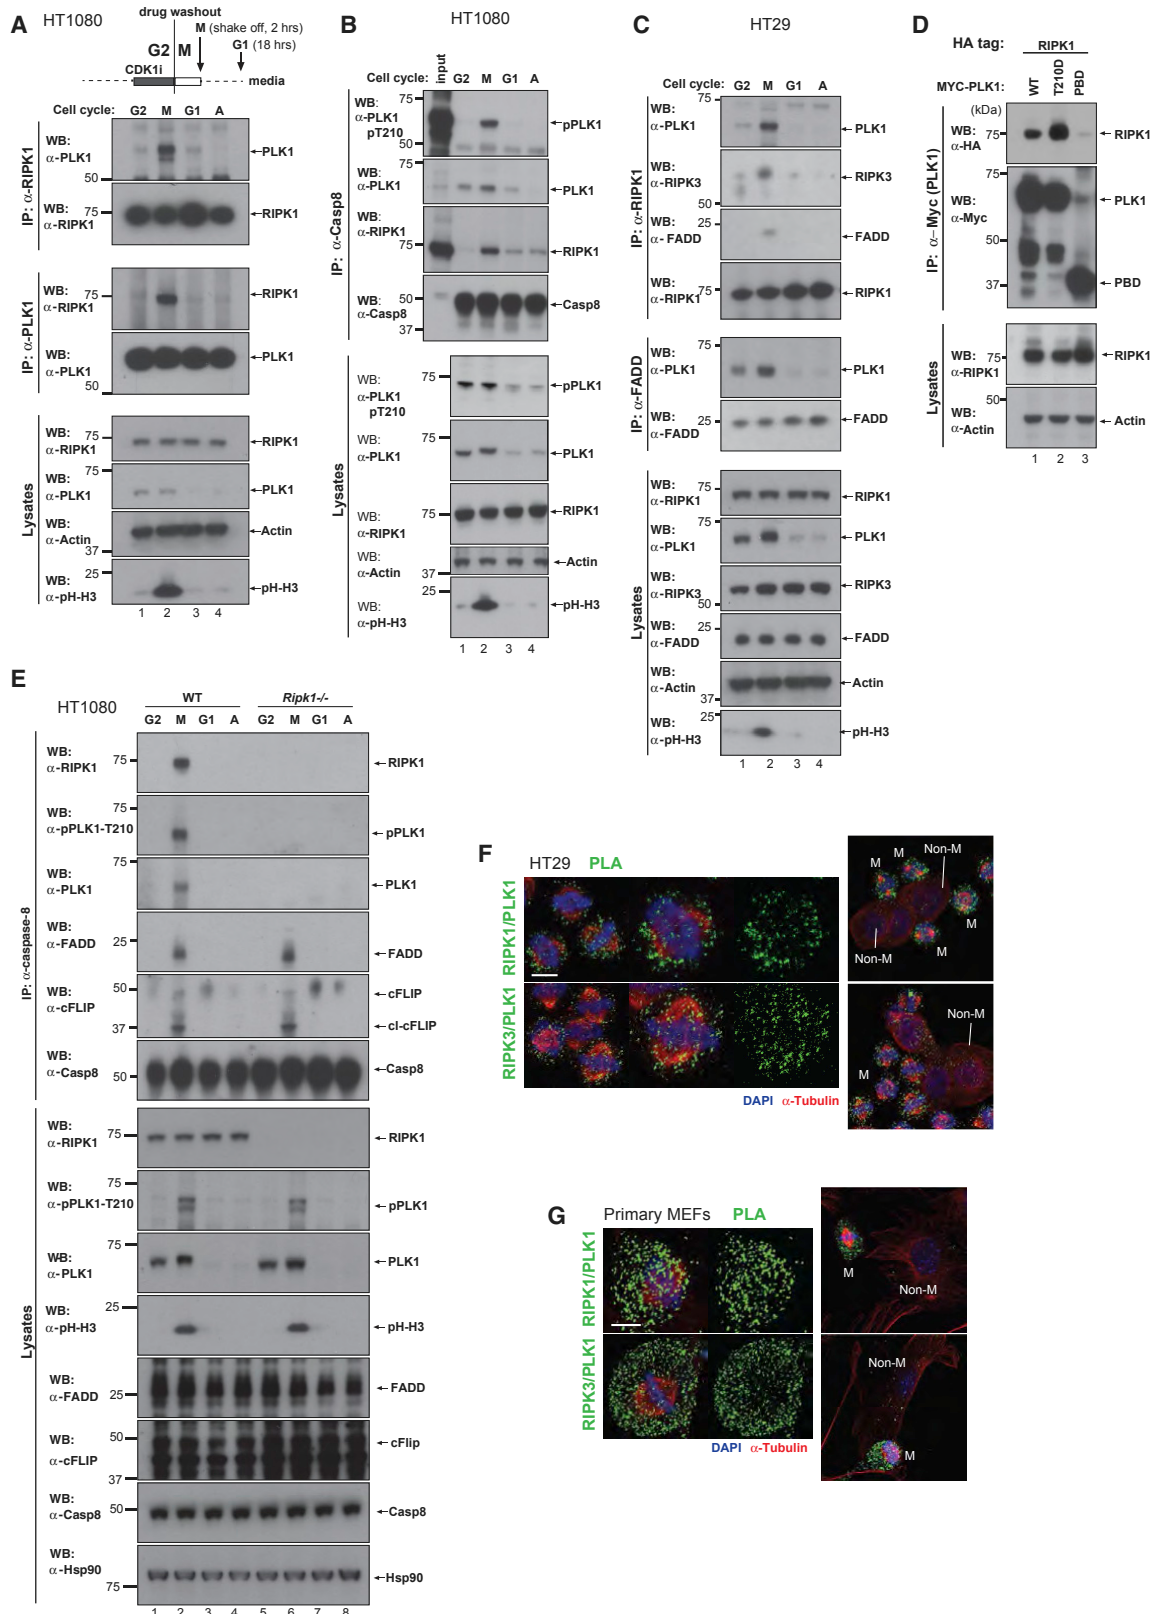 A
HT1080
drug washout
M (shake off, 2 hrs)
G1 (18 hrs)
G2 M
CDK1i
media
Cell cycle: G2 M G1 A
IP: α-RIPK1
WB: α-PLK1
50
PLK1
WB: α-RIPK1
75
RIPK1
IP: α-PLK1
WB: α-RIPK1
75
RIPK1
WB: α-PLK1
50
PLK1
Lysates
WB: α-RIPK1
75
RIPK1
75
WB: α-PLK1
PLK1
WB: α-Actin
37
Actin
25
WB: α-pH-H3
pH-H3
1 2 3 4
B
HT1080
input
Cell cycle: G2 M G1 A
IP: α-Casp8
75
WB: α-PLK1 pT210
50
pPLK1
WB: α-PLK1
PLK1
WB: α-RIPK1
75
RIPK1
WB: α-Casp8
50
37
Casp8
Lysates
WB: α-PLK1 pT210
75
pPLK1
WB: α-PLK1
75
PLK1
WB: α-RIPK1
75
RIPK1
WB: α-Actin
37
Actin
25
WB: α-pH-H3
pH-H3
1 2 3 4
C
HT29
Cell cycle: G2 M G1 A
IP: α-RIPK1
75
WB: α-PLK1
PLK1
WB: α-RIPK3
50
RIPK3
25
WB: α-FADD
FADD
WB: α-RIPK1
75
RIPK1
IP: α-FADD
75
WB: α-PLK1
PLK1
WB: α-FADD
25
FADD
Lysates
WB: α-RIPK1
75
RIPK1
75
WB: α-PLK1
PLK1
WB: α-RIPK3
50
RIPK3
25
WB: α-FADD
FADD
WB: α-Actin
37
Actin
25
WB: α-pH-H3
pH-H3
1 2 3 4
D
HA tag: RIPK1
MYC-PLK1: WT T210D PBD
(kDa)
IP: α-Myc (PLK1)
WB: α-HA
75
RIPK1
75
WB: α-Myc
50
37
PLK1
PBD
Lysates
WB: α-RIPK1
75
RIPK1
50
WB: α-Actin
Actin
1 2 3
E
HT1080
WT Ripk1-/-
G2 M G1 A G2 M G1 A
IP: α-caspase-8
WB: α-RIPK1
75
RIPK1
75
WB: α-pPLK1-T210
pPLK1
75
WB: α-PLK1
PLK1
WB: α-FADD
25
FADD
WB: α-cFLIP
50
37
cFLIP
cl-cFLIP
WB: α-Casp8
50
Casp8
Lysates
WB: α-RIPK1
75
RIPK1
75
WB: α-pPLK1-T210
pPLK1
75
WB: α-PLK1
PLK1
25
WB: α-pH-H3
pH-H3
WB: α-FADD
25
FADD
WB: α-cFLIP
50
37
cFlip
WB: α-Casp8
50
Casp8
WB: α-Hsp90
75
Hsp90
1 2 3 4 5 6 7 8
F
HT29 PLA
RIPK1/PLK1
RIPK3/PLK1
DAPI α-Tubulin
Non-M
M
M
M
M
Non-M
Non-M
M
G
Primary MEFs PLA
RIPK1/PLK1
RIPK3/PLK1
DAPI α-Tubulin
M
Non-M
Non-M
M